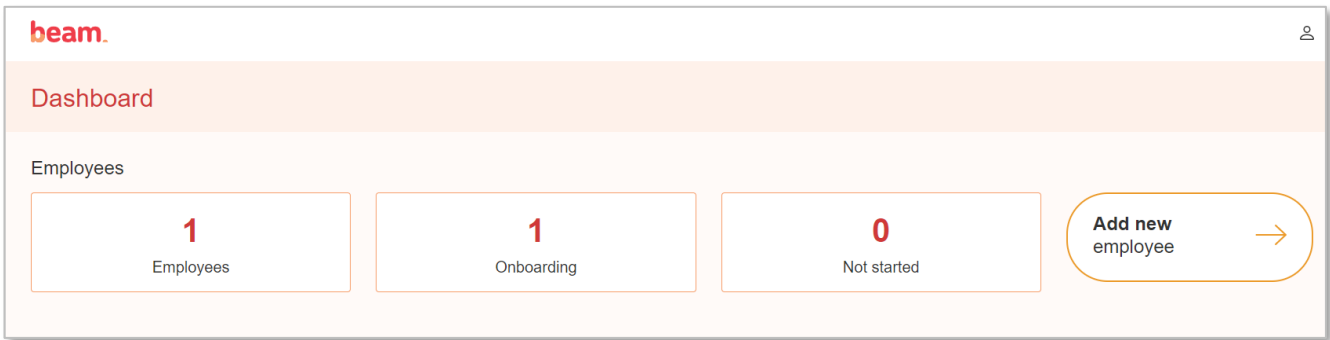 beam.
Dashboard
Employees
1
Employees
1
Onboarding
0
Not started
Add new
employee